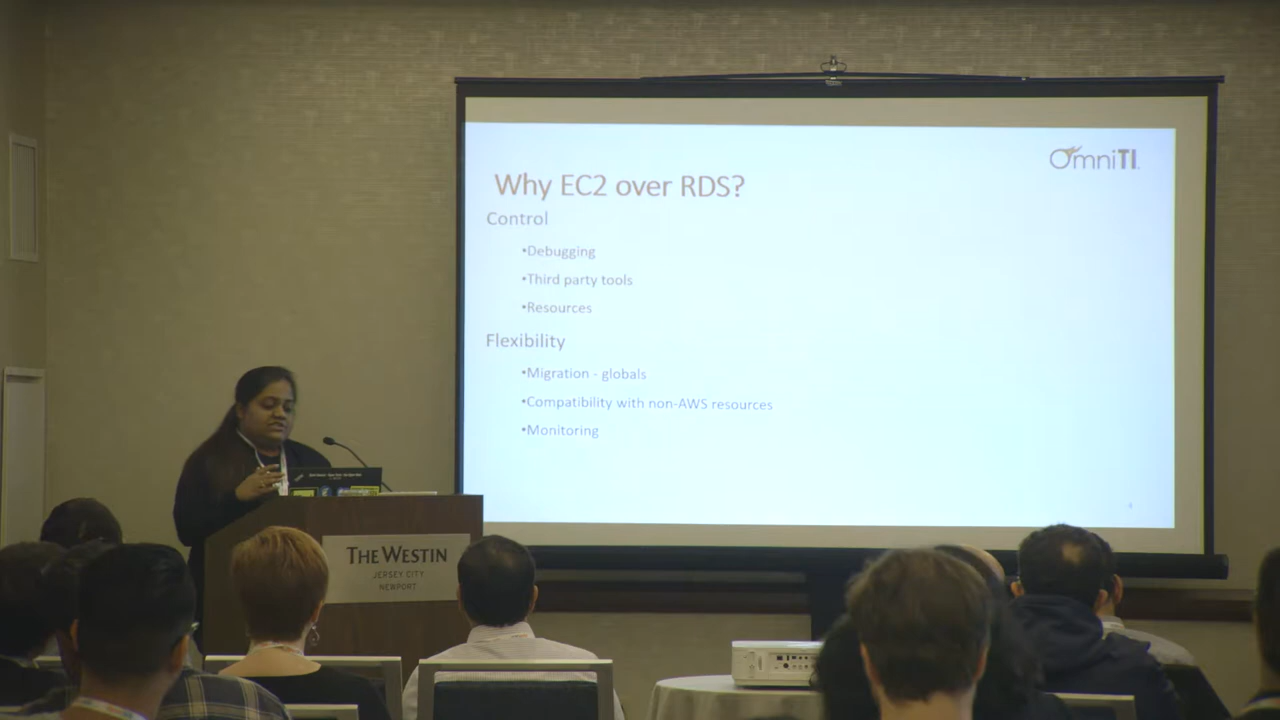 OmniTI
Why EC2 over RDS?
Control
•Debugging
•Third party tools
•Resources
Flexibility
•Migration - globals
•Compatibility with non-AWS resources
•Monitoring
THE WESTIN
JERSEY CITY
NEWPORT